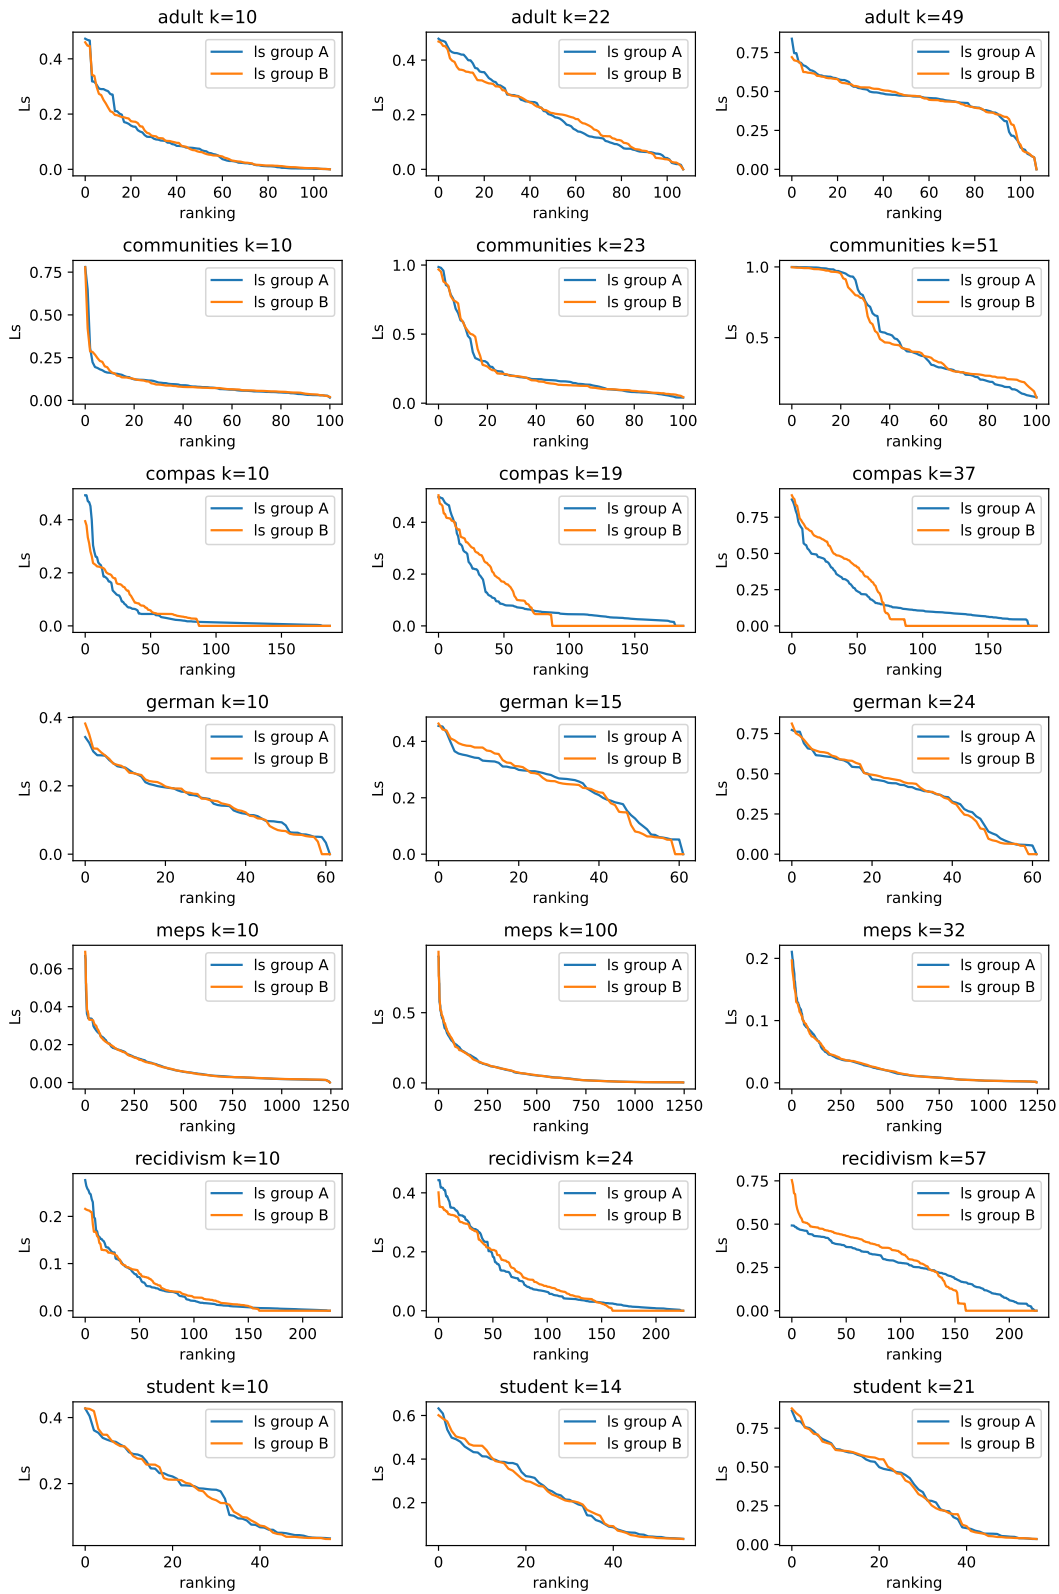 adult k=10
adult k=22
adult k=49
ls group A
ls group B
ls group A
ls group B
ls group A
ls group B
Ls
0.4
0.2
0.0
Ls
0.4
0.2
0.0
Ls
0.75
0.50
0.25
0.00
0 20 40 60 80 100
0 20 40 60 80 100
0 20 40 60 80 100
ranking
ranking
ranking
communities k=10
communities k=23
communities k=51
ls group A
ls group B
ls group A
ls group B
ls group A
ls group B
Ls
0.75
0.50
0.25
0.00
Ls
1.0
0.5
0.0
Ls
1.0
0.5
0 20 40 60 80 100
0 20 40 60 80 100
0 20 40 60 80 100
ranking
ranking
ranking
compas k=10
compas k=19
compas k=37
ls group A
ls group B
ls group A
ls group B
ls group A
ls group B
Ls
0.4
0.2
0.0
Ls
0.4
0.2
0.0
Ls
0.75
0.50
0.25
0.00
0 50 100 150
0 50 100 150
0 50 100 150
ranking
ranking
ranking
german k=10
german k=15
german k=24
ls group A
ls group B
ls group A
ls group B
ls group A
ls group B
Ls
0.4
0.2
0.0
Ls
0.4
0.2
0.0
Ls
0.75
0.50
0.25
0.00
0 20 40 60
0 20 40 60
0 20 40 60
ranking
ranking
ranking
meps k=10
meps k=100
meps k=32
ls group A
ls group B
ls group A
ls group B
ls group A
ls group B
Ls
0.06
0.04
0.02
0.00
Ls
0.5
0.0
Ls
0.2
0.1
0.0
0 250 500 750 1000 1250
0 250 500 750 1000 1250
0 250 500 750 1000 1250
ranking
ranking
ranking
recidivism k=10
recidivism k=24
recidivism k=57
ls group A
ls group B
ls group A
ls group B
ls group A
ls group B
Ls
0.2
0.1
0.0
Ls
0.4
0.2
0.0
Ls
0.75
0.50
0.25
0.00
0 50 100 150 200
0 50 100 150 200
0 50 100 150 200
ranking
ranking
ranking
student k=10
student k=14
student k=21
ls group A
ls group B
ls group A
ls group B
ls group A
ls group B
Ls
0.4
0.2
Ls
0.6
0.4
0.2
Ls
0.75
0.50
0.25
0.00
0 20 40
0 20 40
0 20 40
ranking
ranking
ranking